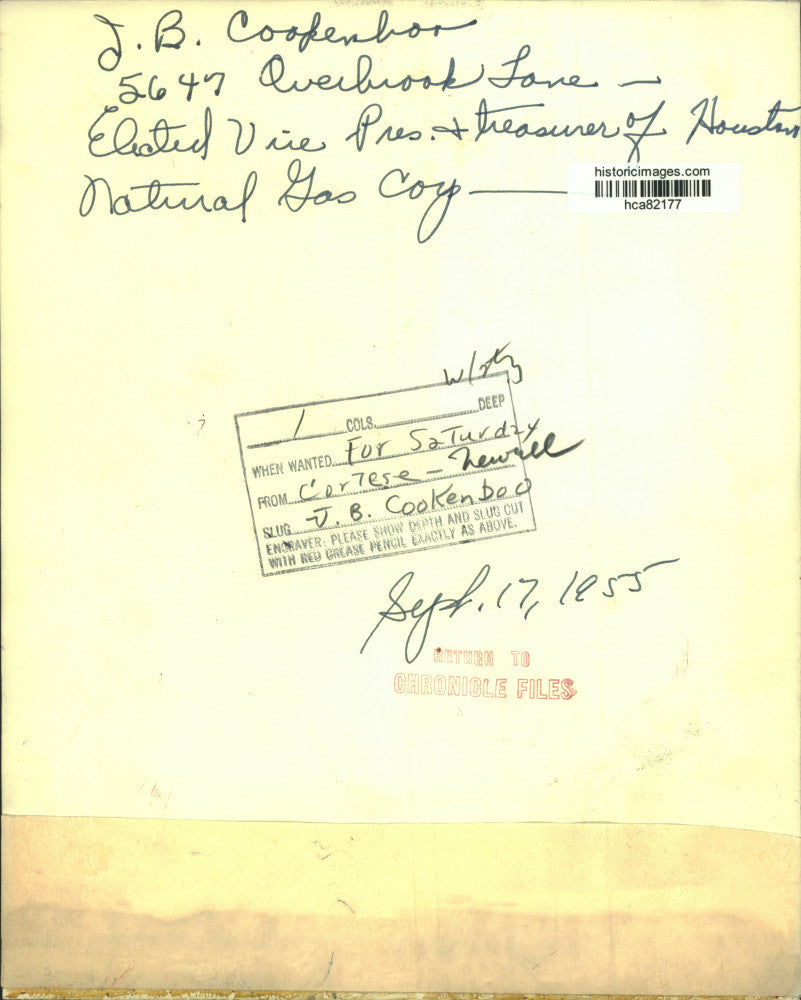 J. B. Cookenboo
5647 Overbrook Lane —
Elected Vice Pres. + treasurer of Houston
Natural Gas Corp —
historicimages.com
hca82177
w/sty
1 COLS. DEEP
WHEN WANTED For Saturday
FROM Cortese - Newell
SLUG J. B. Cookenboo
ENGRAVER: PLEASE SHOW DEPTH AND SLUG CUT
WITH RED GREASE PENCIL EXACTLY AS ABOVE.
Sept. 17, 1955
RETURN TO
CHRONICLE FILES